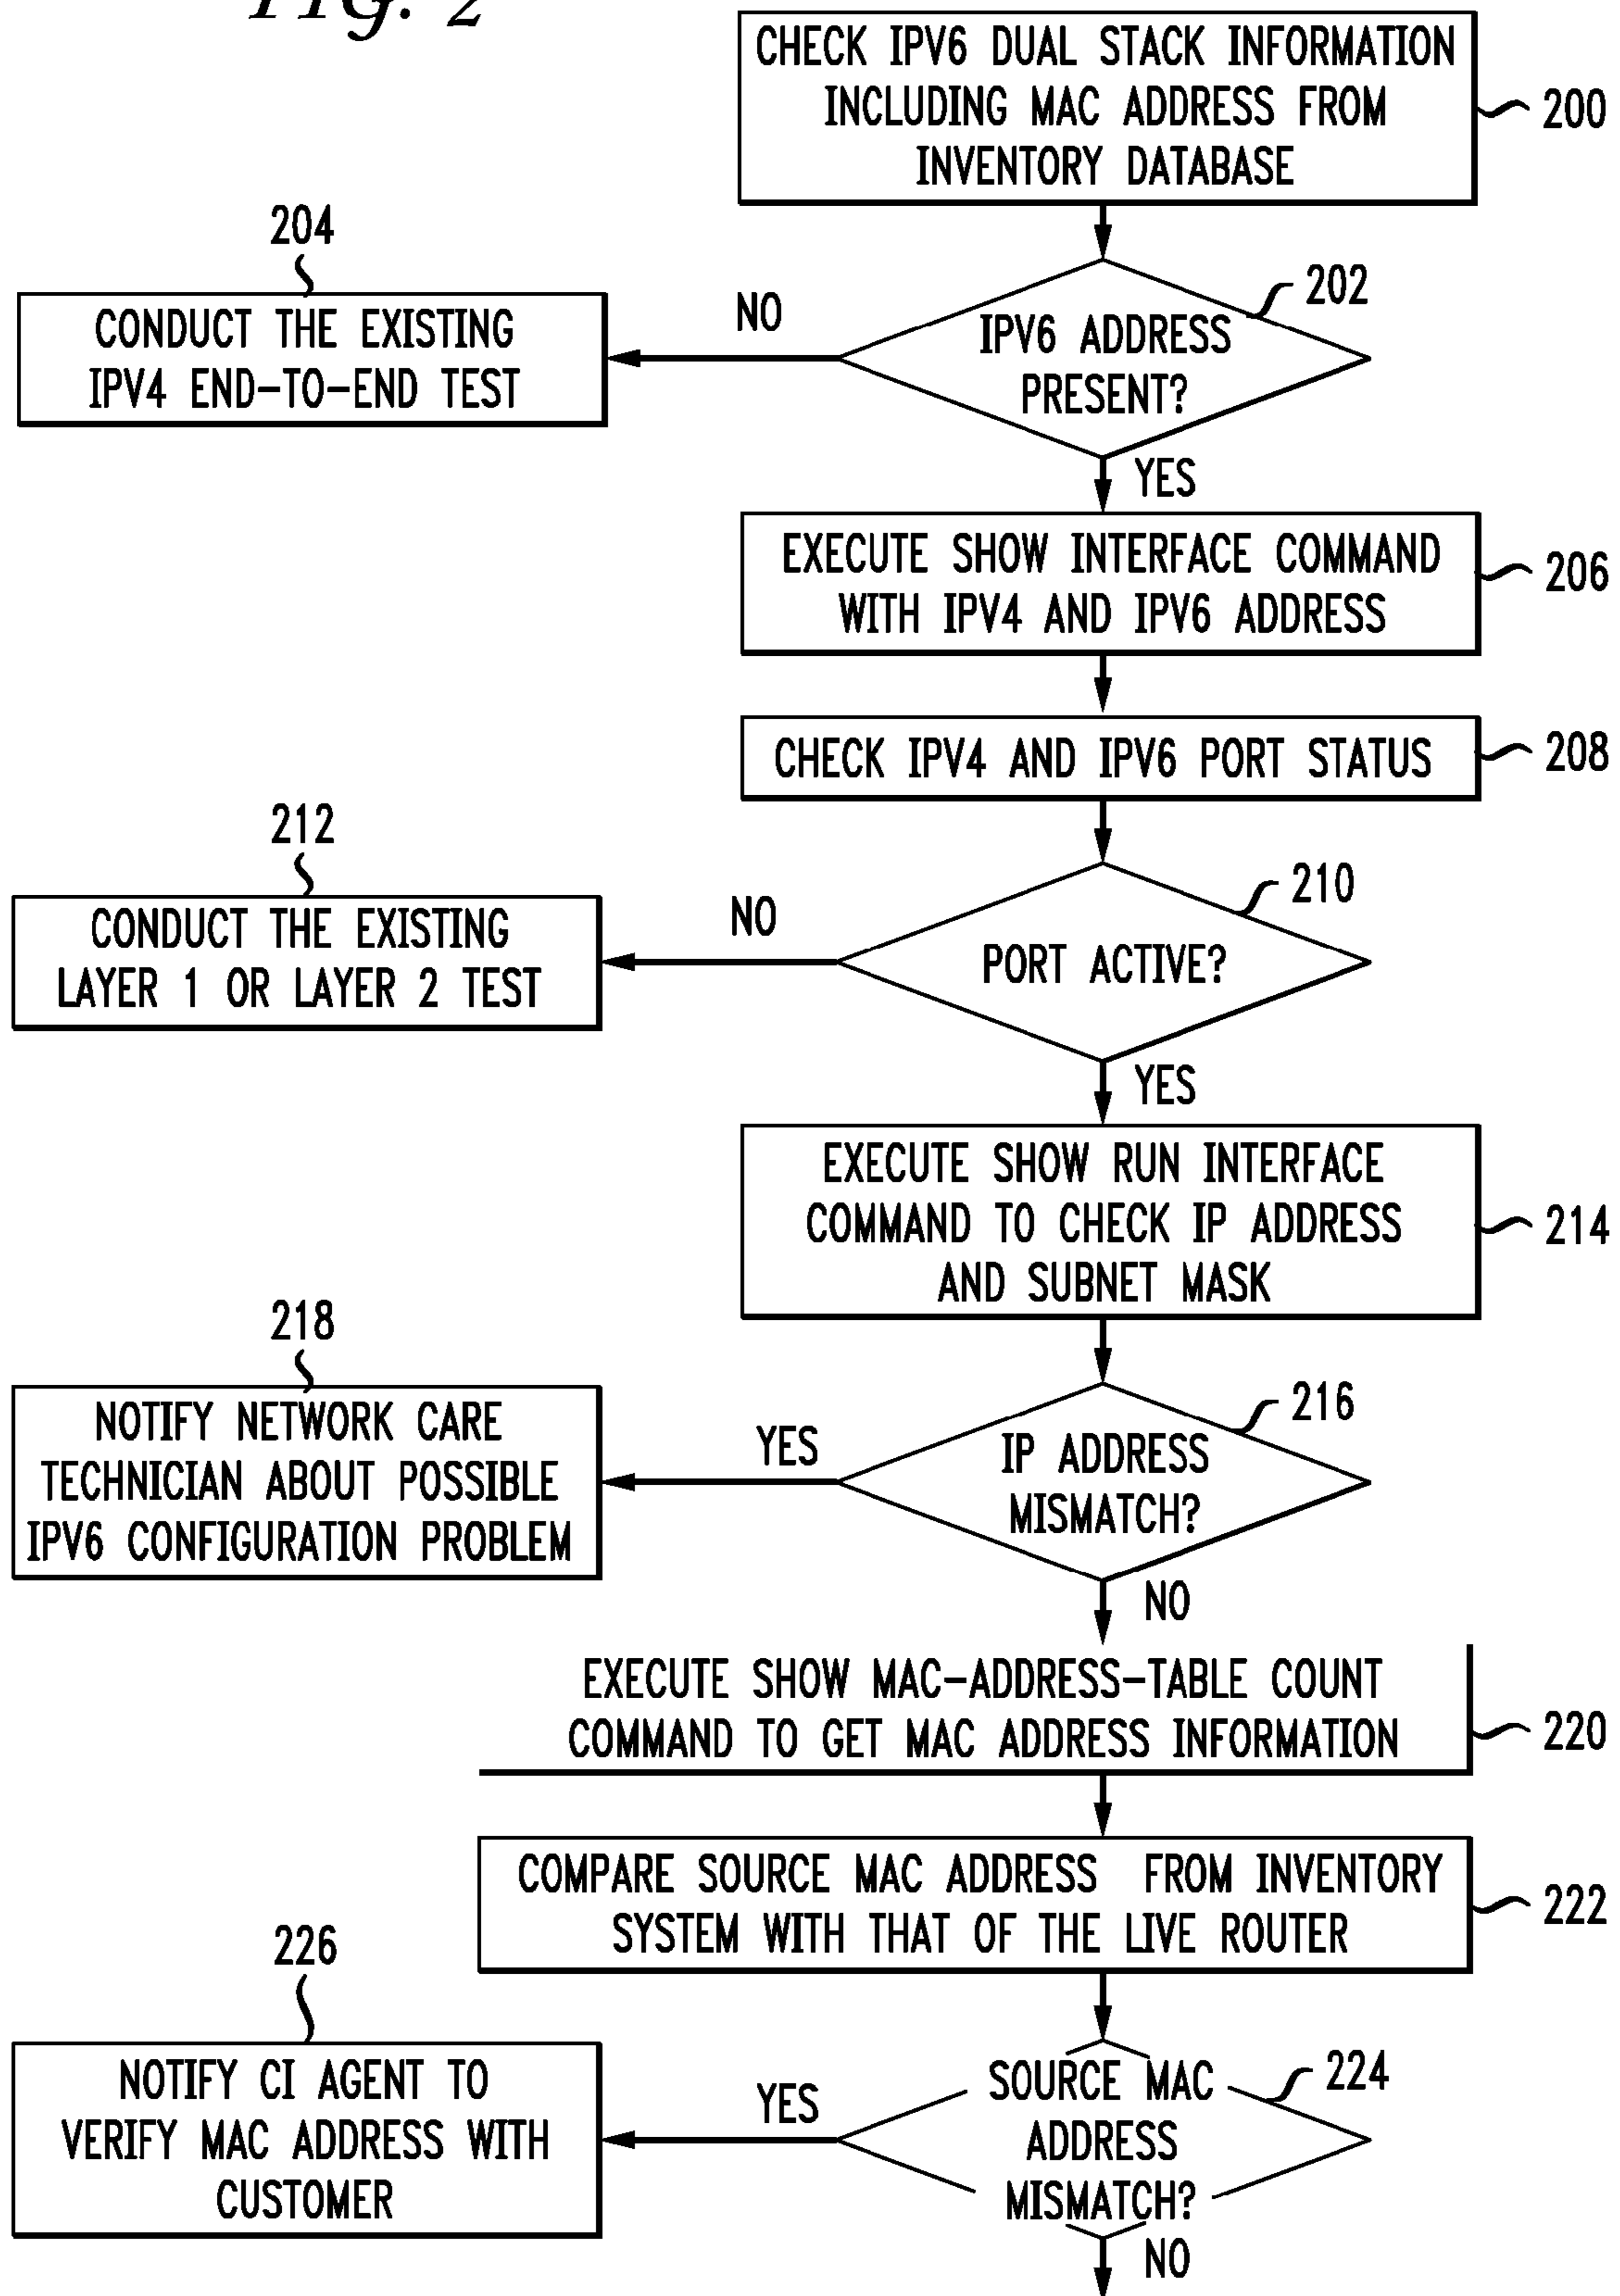 FIG. 2
CHECK IPV6 DUAL STACK INFORMATION
INCLUDING MAC ADDRESS FROM
INVENTORY DATABASE
200
204
CONDUCT THE EXISTING
IPV4 END-TO-END TEST
NO
202
IPV6 ADDRESS
PRESENT?
YES
EXECUTE SHOW INTERFACE COMMAND
WITH IPV4 AND IPV6 ADDRESS
206
CHECK IPV4 AND IPV6 PORT STATUS
208
212
CONDUCT THE EXISTING
LAYER 1 OR LAYER 2 TEST
NO
210
PORT ACTIVE?
YES
EXECUTE SHOW RUN INTERFACE
COMMAND TO CHECK IP ADDRESS
AND SUBNET MASK
214
218
NOTIFY NETWORK CARE
TECHNICIAN ABOUT POSSIBLE
IPV6 CONFIGURATION PROBLEM
YES
216
IP ADDRESS
MISMATCH?
NO
EXECUTE SHOW MAC-ADDRESS-TABLE COUNT
COMMAND TO GET MAC ADDRESS INFORMATION
220
COMPARE SOURCE MAC ADDRESS FROM INVENTORY
SYSTEM WITH THAT OF THE LIVE ROUTER
222
226
NOTIFY CI AGENT TO
VERIFY MAC ADDRESS WITH
CUSTOMER
YES
224
SOURCE MAC
ADDRESS
MISMATCH?
NO